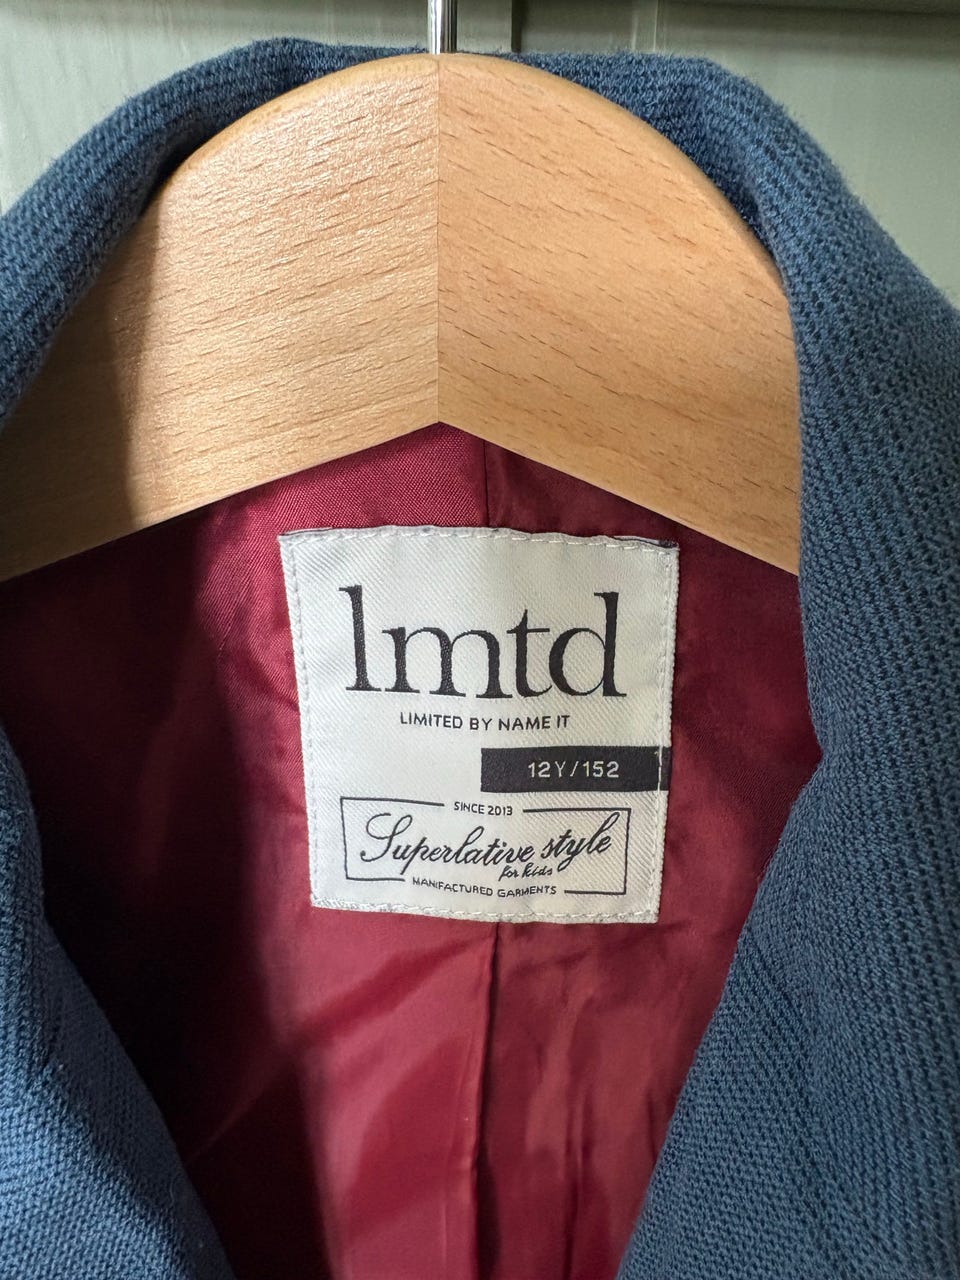 lmtd
LIMITED BY NAME IT
12Y/152
SINCE 2013
Superlative style
for kids
MANIFACTURED GARMENTS